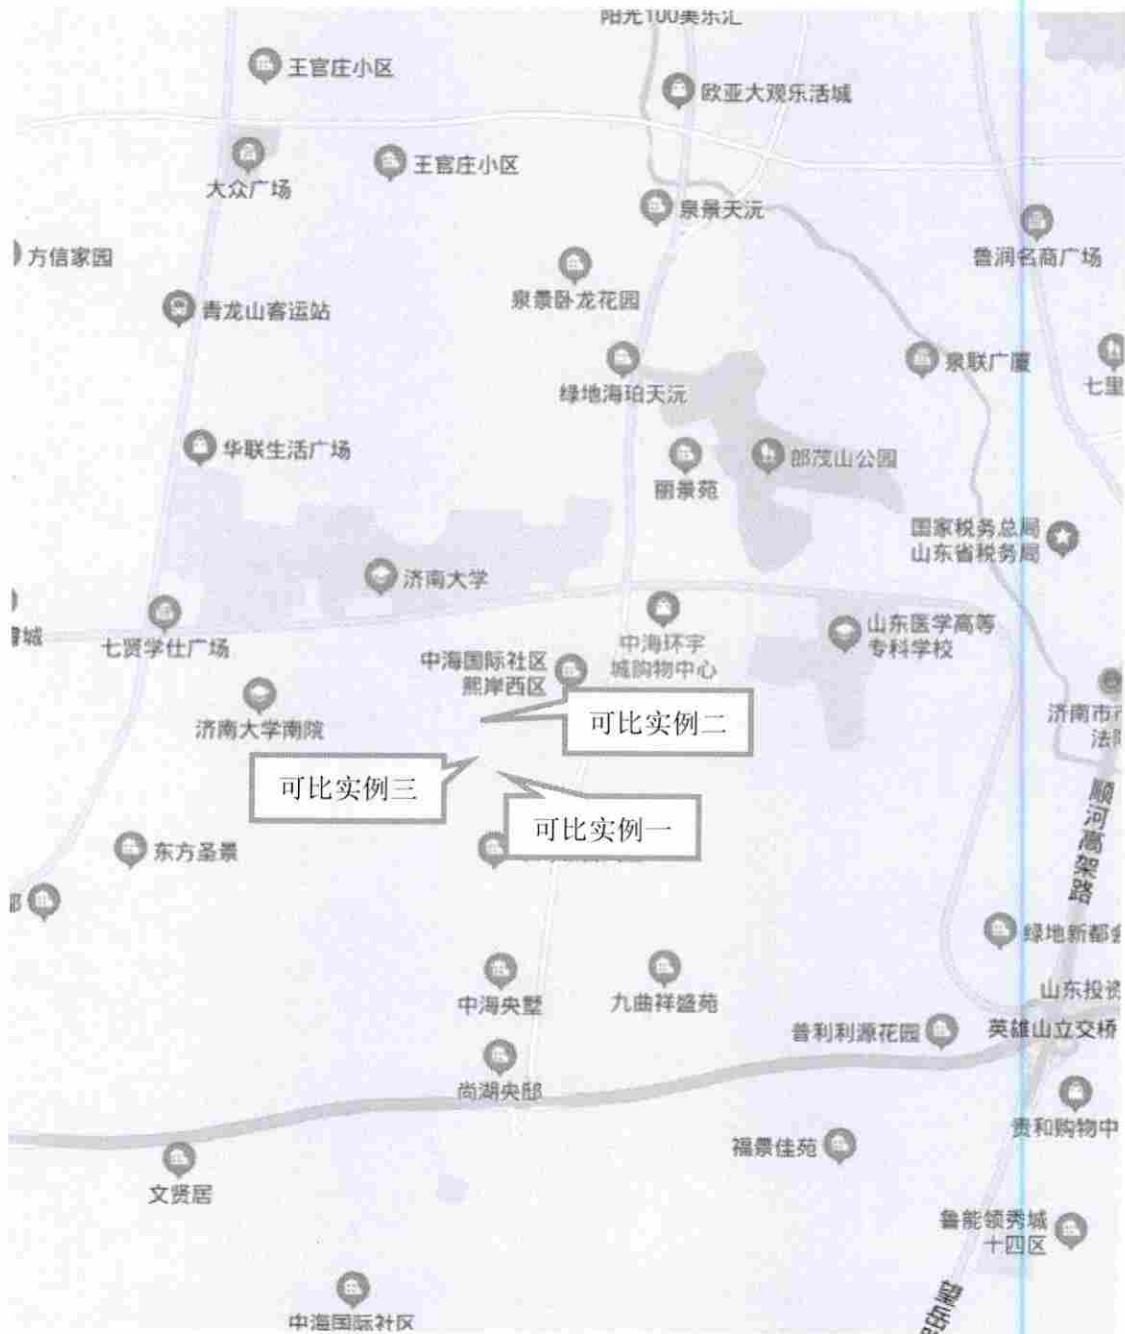 阳光100美乐汇
王官庄小区
欧亚大观乐活城
大众广场
王官庄小区
泉景天沅
方信家园
鲁润名商广场
泉景卧龙花园
青龙山客运站
泉联广厦
绿地海珀天沅
七里
华联生活广场
丽景苑
郎茂山公园
国家税务总局
山东省税务局
济南大学
七贤学仕广场
中海环宇
城购物中心
山东医学高等
专科学校
中海国际社区
熙岸西区
济南大学南院
济南市
可比实例二
可比实例三
可比实例一
顺河高架路
东方圣景
绿地新都会
中海央墅
九曲祥盛苑
山东投资
普利利源花园
英雄山立交桥
尚湖央邸
贵和购物中
福景佳苑
文贤居
鲁能领秀城
十四区
中海国际社区